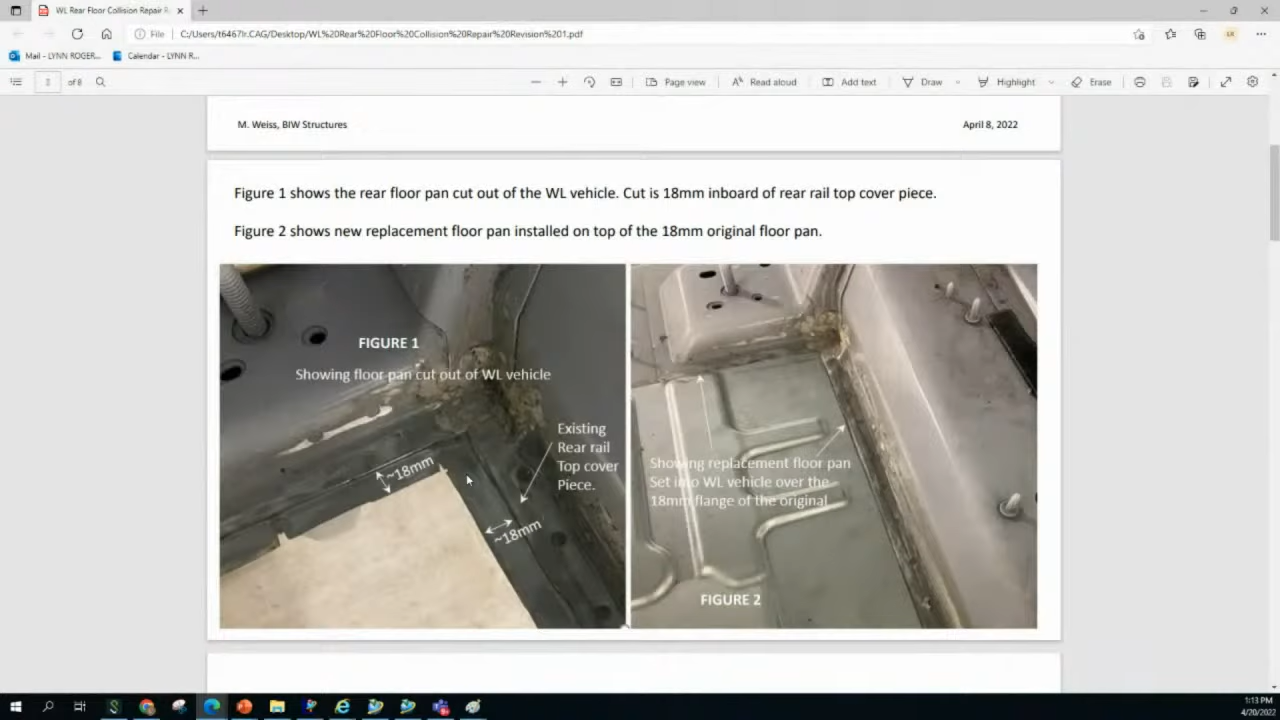 WL Rear Floor Collision Repair R
File
C:/Users/t6467lr.CAG/Desktop/WL%20Rear%20Floor%20Collision%20Repair%20Revision%201.pdf
LR
Mail - LYNN ROGER...
Calendar - LYNN R...
3 of 8
Page view
Read aloud
Add text
Draw
Highlight
Erase
M. Weiss, BIW Structures
April 8, 2022
Figure 1 shows the rear floor pan cut out of the WL vehicle. Cut is 18mm inboard of rear rail top cover piece.
Figure 2 shows new replacement floor pan installed on top of the 18mm original floor pan.
FIGURE 1
Showing floor pan cut out of WL vehicle
Existing
Rear rail
Top cover
Piece.
~18mm
~18mm
Showing replacement floor pan
Set into WL vehicle over the
18mm flange of the original
FIGURE 2
1:13 PM
4/20/2022